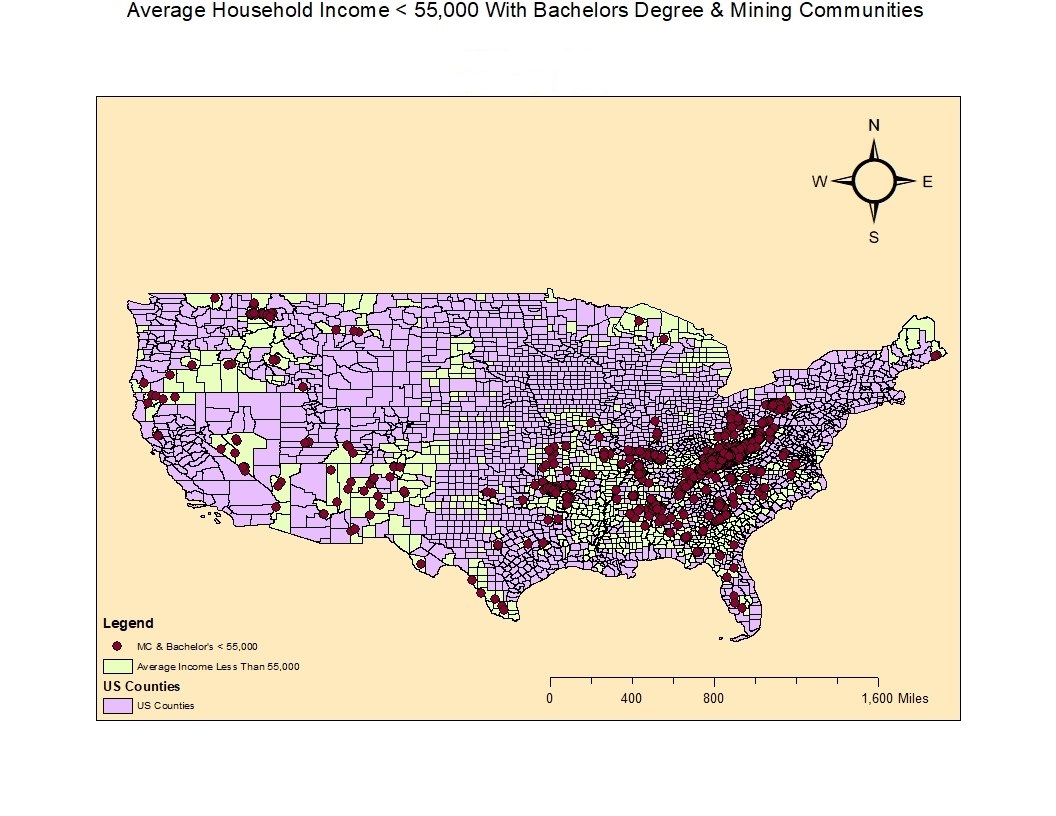 Average Household Income < 55,000 With Bachelors Degree & Mining Communities
N
W E
S
Legend
MC & Bachelor's < 55,000
Average Income Less Than 55,000
US Counties
US Counties
0 400 800 1,600 Miles